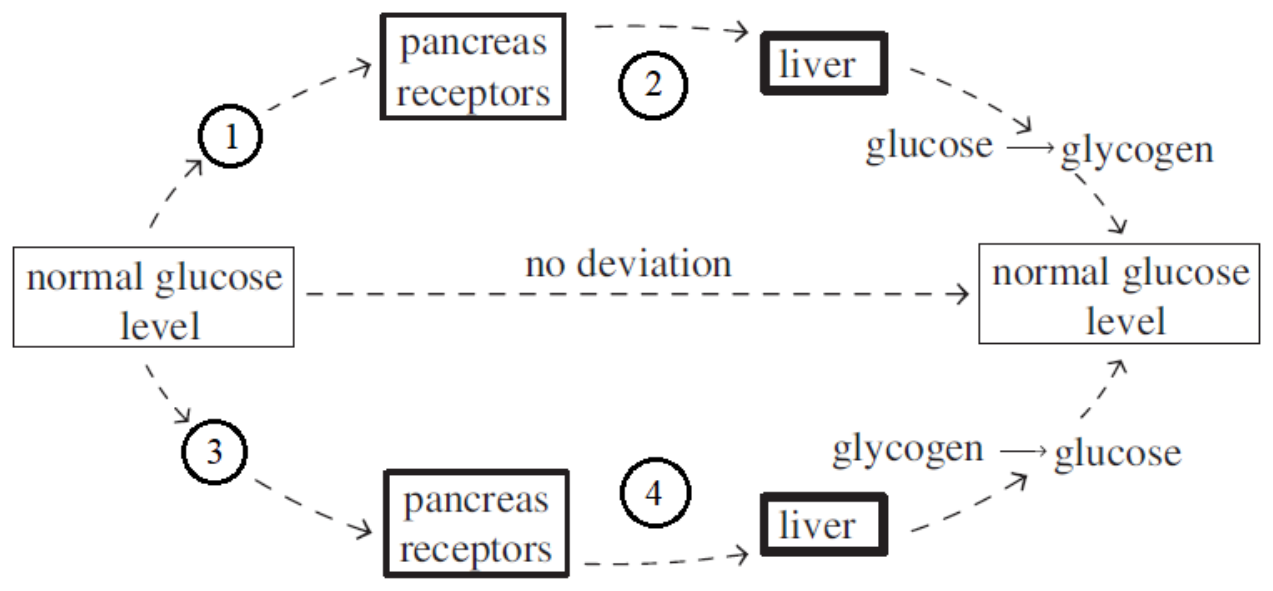 pancreas
receptors
2
liver
1
glucose → glycogen
normal glucose
level
no deviation
normal glucose
level
3
glycogen → glucose
pancreas
receptors
4
liver